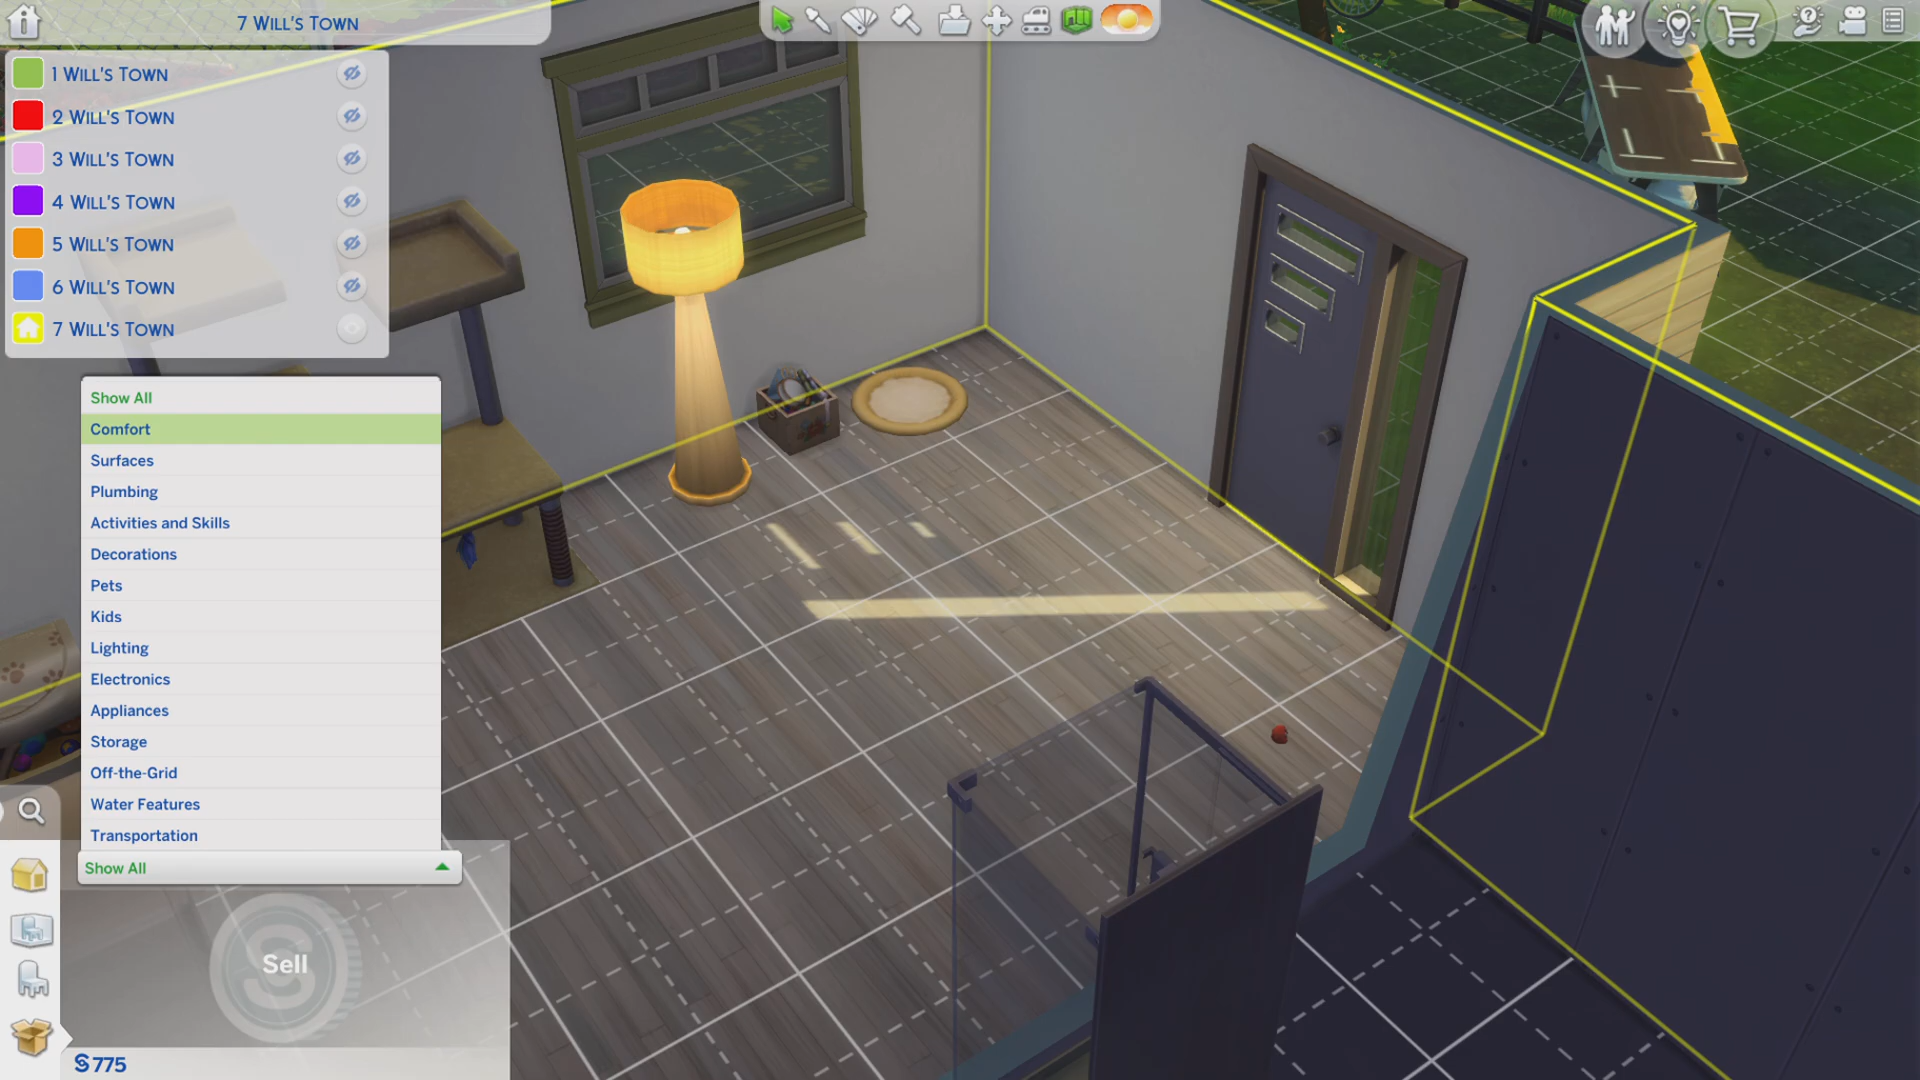 7 Will's Town
1 Will's Town
2 Will's Town
3 Will's Town
4 Will's Town
5 Will's Town
6 Will's Town
7 Will's Town
Show All
Comfort
Surfaces
Plumbing
Activities and Skills
Decorations
Pets
Kids
Lighting
Electronics
Appliances
Storage
Off-the-Grid
Water Features
Transportation
Show All
Sell
§775